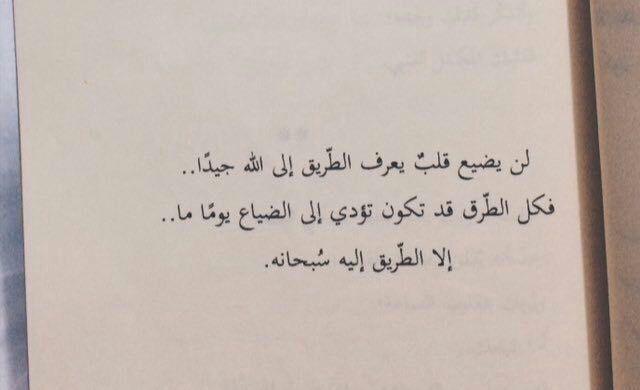 لن يضيع قلبٌ يعرف الطّريق إلى الله جيدًا..
فكل الطّرق قد تكون تؤدي إلى الضياع يومًا ما..
إلا الطّريق إليه سُبحانه.